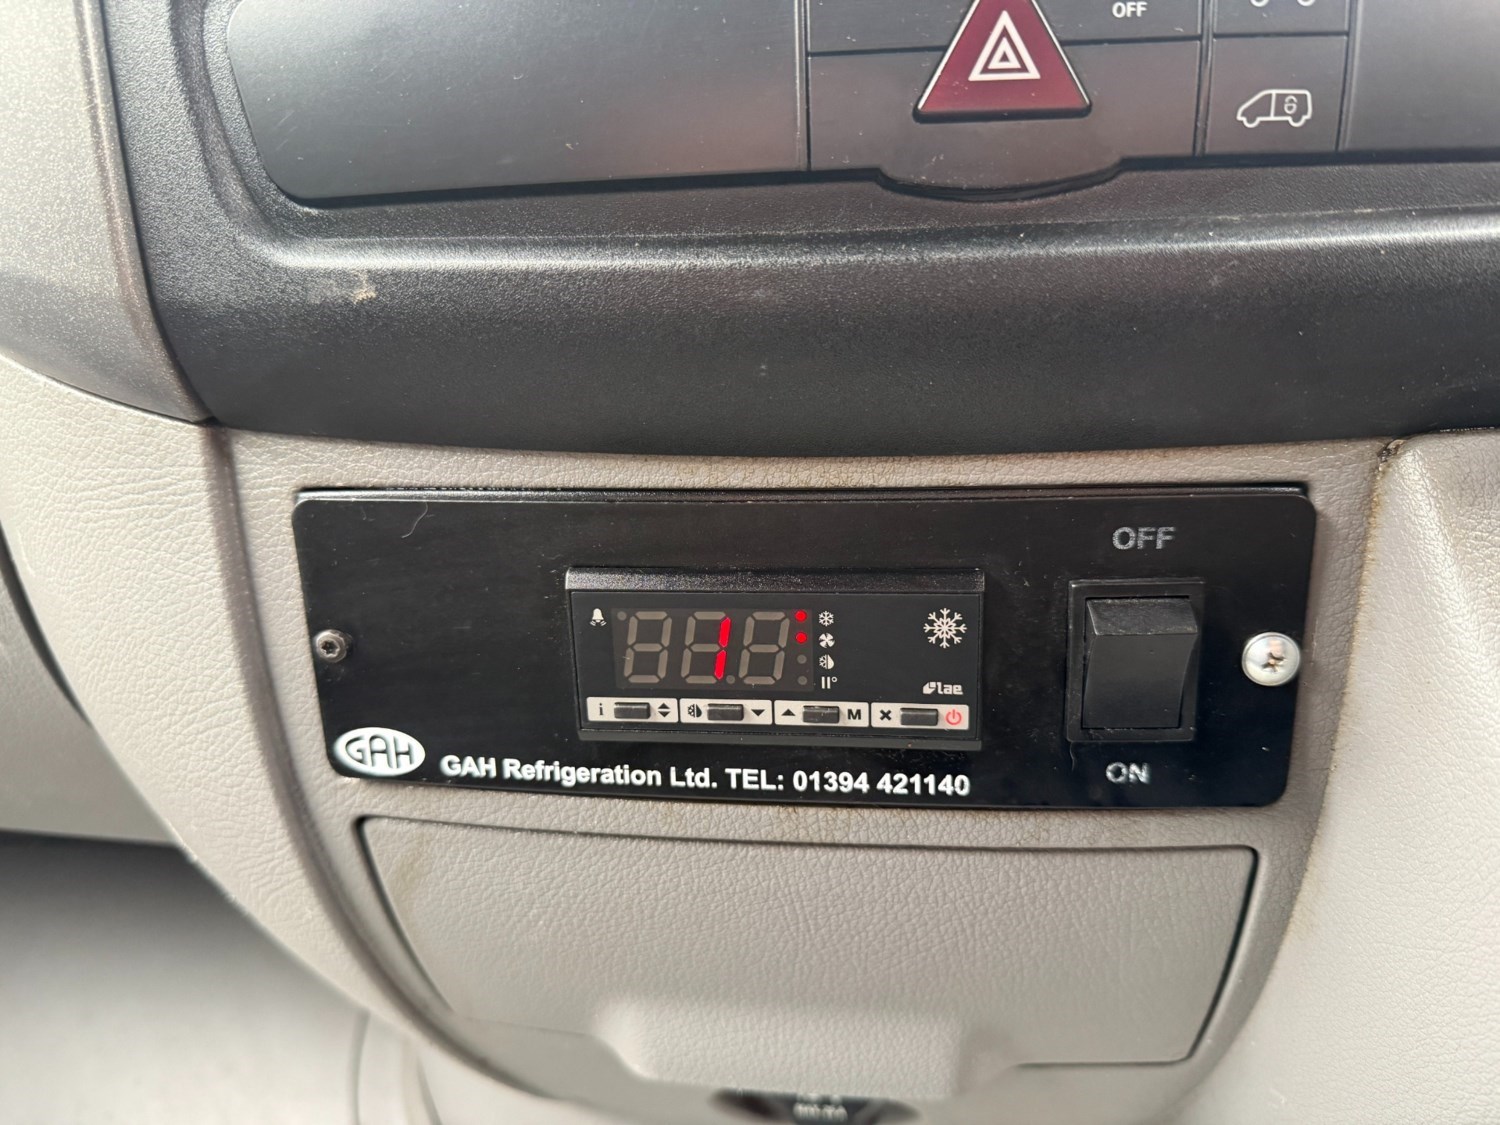 OFF
OFF
1
lae
i
M
GAH
GAH Refrigeration Ltd. TEL: 01394 421140
ON